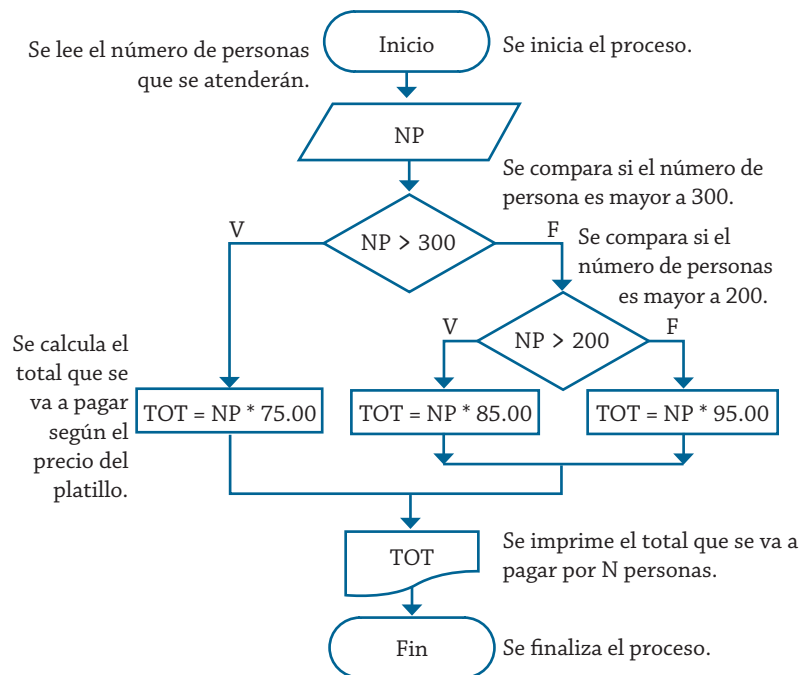 Se lee el número de personas
que se atenderán.
Inicio
Se inicia el proceso.
NP
Se compara si el número de
persona es mayor a 300.
V
NP > 300
F
Se compara si el
número de personas
es mayor a 200.
V
NP > 200
F
Se calcula el
total que se
va a pagar
según el
precio del
platillo.
TOT = NP * 75.00
TOT = NP * 85.00
TOT = NP * 95.00
TOT
Se imprime el total que se va a
pagar por N personas.
Fin
Se finaliza el proceso.